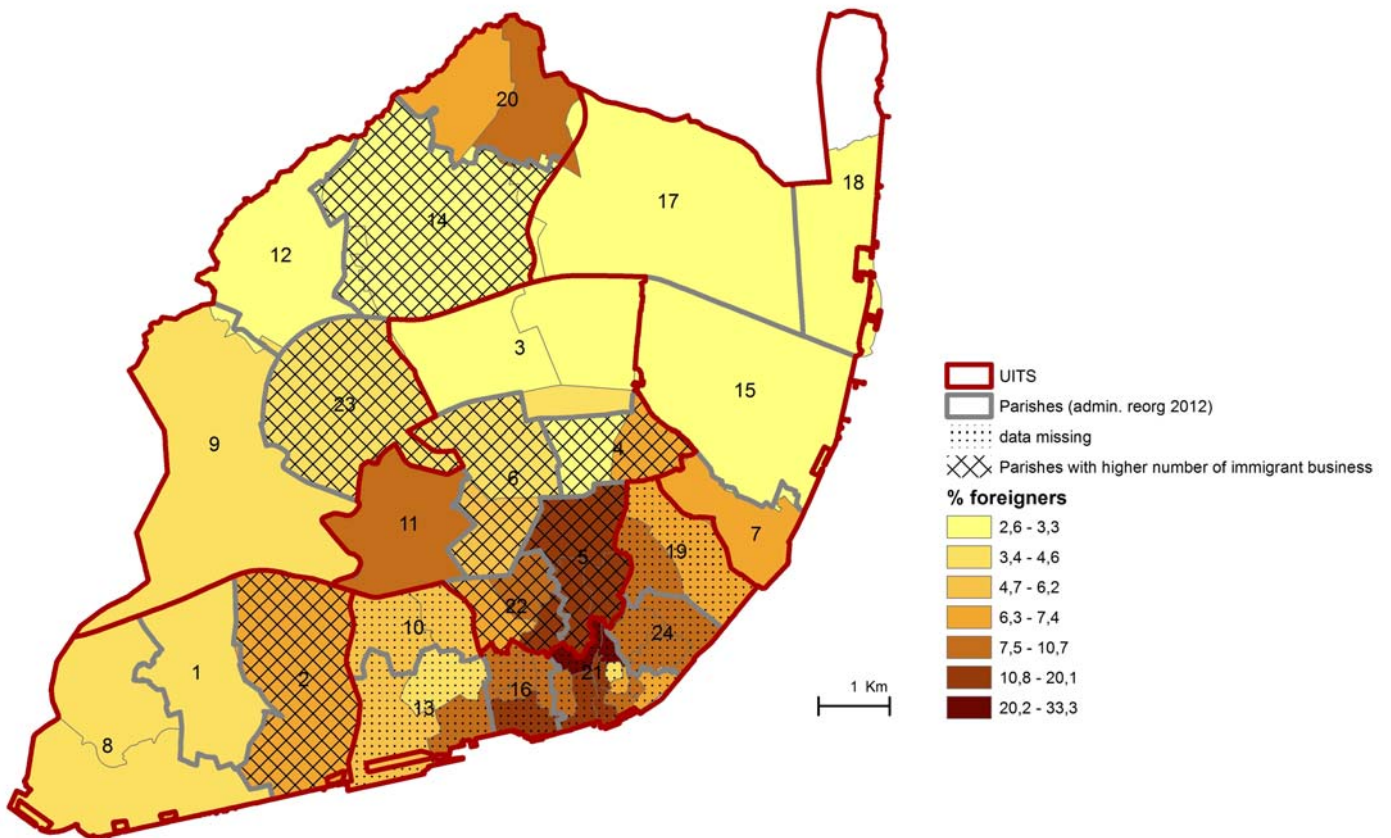 20
18
17
14
12
3
15
23
9
4
6
7
11
19
5
22
24
10
1
2
21
16
13
8
UITS
Parishes (admin. reorg 2012)
data missing
Parishes with higher number of immigrant business
% foreigners
2,6 - 3,3
3,4 - 4,6
4,7 - 6,2
6,3 - 7,4
7,5 - 10,7
10,8 - 20,1
20,2 - 33,3
1 Km